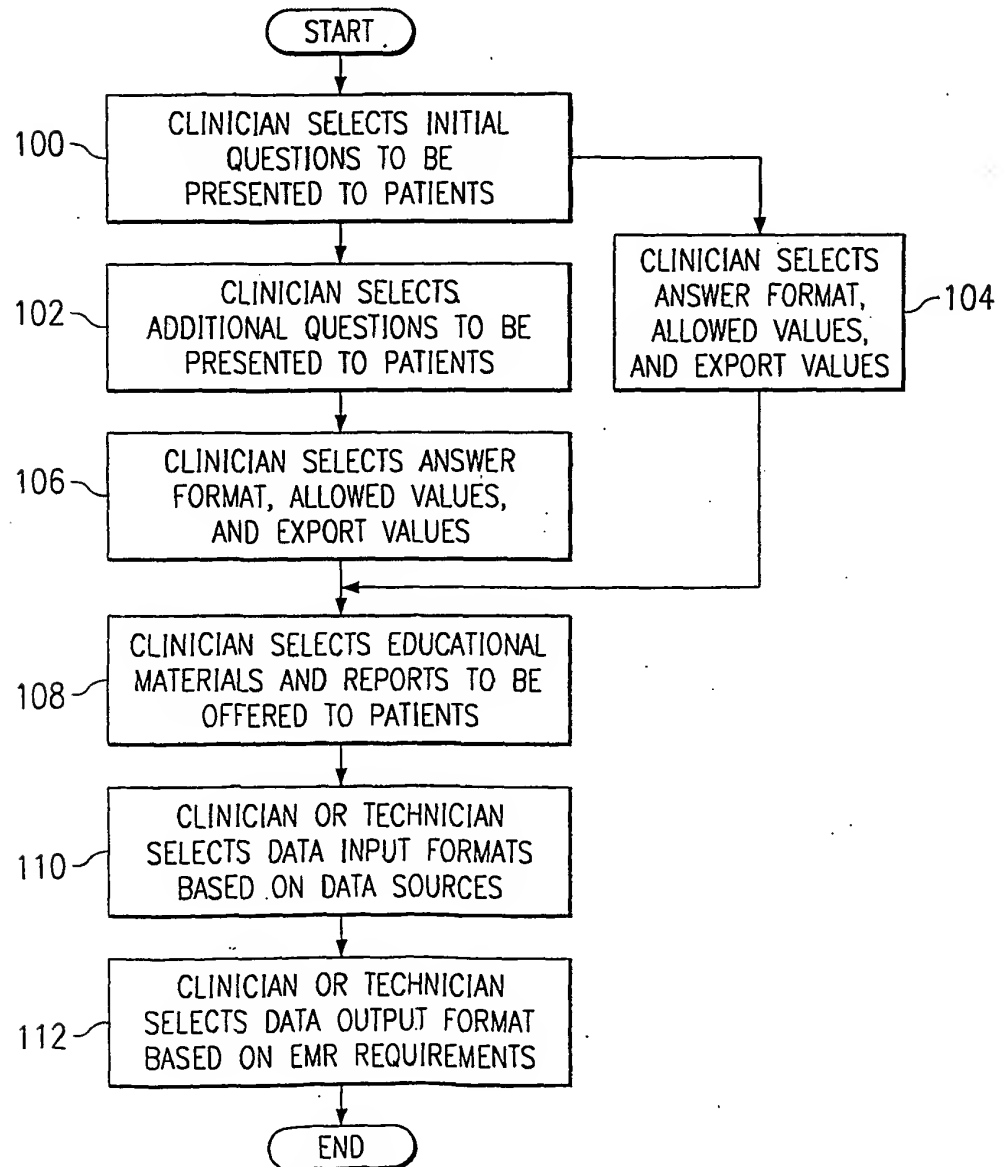 START
100
CLINICIAN SELECTS INITIAL
QUESTIONS TO BE
PRESENTED TO PATIENTS
102
CLINICIAN SELECTS
ADDITIONAL QUESTIONS TO BE
PRESENTED TO PATIENTS
CLINICIAN SELECTS
ANSWER FORMAT,
ALLOWED VALUES,
AND EXPORT VALUES
104
106
CLINICIAN SELECTS ANSWER
FORMAT, ALLOWED VALUES,
AND EXPORT VALUES
108
CLINICIAN SELECTS EDUCATIONAL
MATERIALS AND REPORTS TO BE
OFFERED TO PATIENTS
110
CLINICIAN OR TECHNICIAN
SELECTS DATA INPUT FORMATS
BASED ON DATA SOURCES
112
CLINICIAN OR TECHNICIAN
SELECTS DATA OUTPUT FORMAT
BASED ON EMR REQUIREMENTS
END